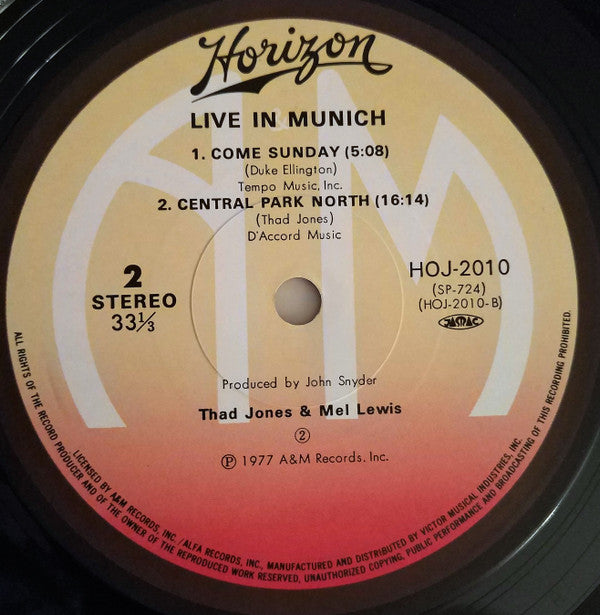 Horizon
LIVE IN MUNICH
1. COME SUNDAY (5:08)
(Duke Ellington)
Tempo Music, Inc.
2. CENTRAL PARK NORTH (16:14)
(Thad Jones)
D'Accord Music
2
STEREO
33⅓
HOJ-2010
(SP-724)
(HOJ-2010-B)
JASRAC
AM
Produced by John Snyder
Thad Jones & Mel Lewis
②
℗ 1977 A&M Records, Inc.
ALL RIGHTS OF THE RECORD PRODUCER AND OF THE OWNER OF THE REPRODUCED WORK RESERVED, UNAUTHORIZED COPYING, PUBLIC PERFORMANCE AND BROADCASTING OF THIS RECORDING PROHIBITED.
LICENSED BY A&M RECORDS, INC./ALFA RECORDS, INC., MANUFACTURED AND DISTRIBUTED BY VICTOR MUSICAL INDUSTRIES, INC.